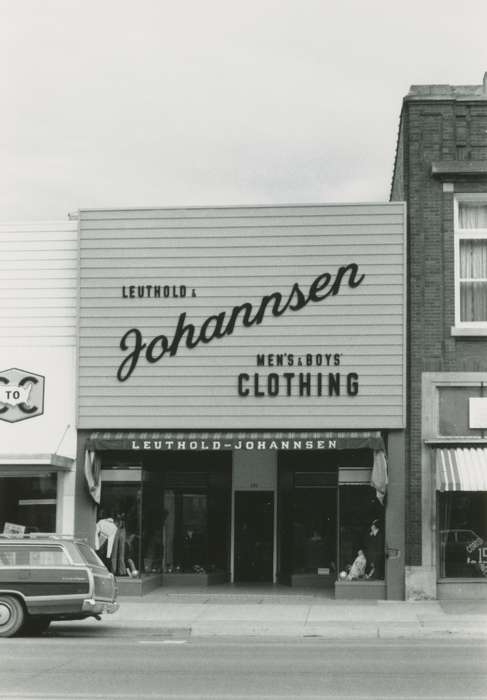 LEUTHOLD &
Johannsen
MEN'S & BOYS'
CLOTHING
LEUTHOLD-JOHANNSEN
C TO C